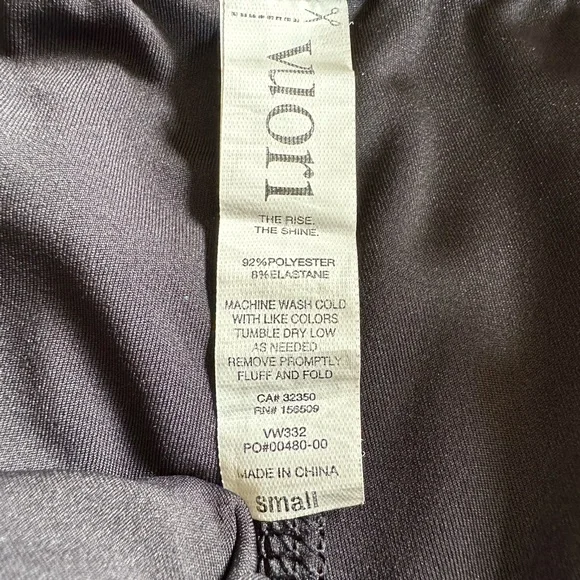 vuori
THE RISE.
THE SHINE.
92%POLYESTER
8%ELASTANE
MACHINE WASH COLD
WITH LIKE COLORS
TUMBLE DRY LOW
AS NEEDED
REMOVE PROMPTLY
FLUFF AND FOLD
CA# 32350
RN# 156509
VW332
PO#00480-00
MADE IN CHINA
small